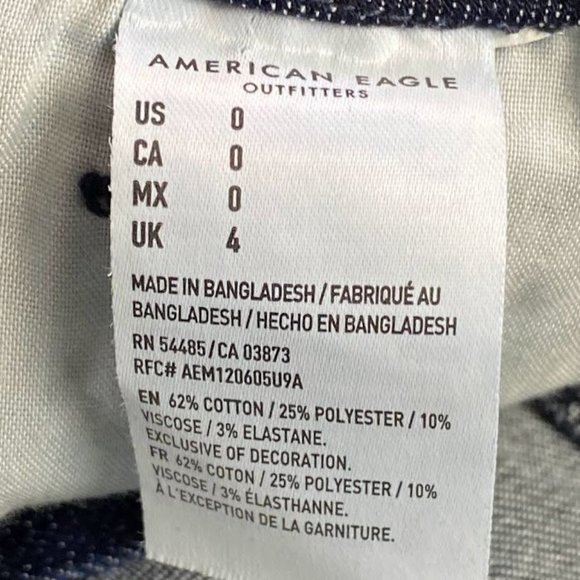 AMERICAN EAGLE
OUTFITTERS
US 0
CA 0
MX 0
UK 4
MADE IN BANGLADESH / FABRIQUÉ AU
BANGLADESH / HECHO EN BANGLADESH
RN 54485 / CA 03873
RFC# AEM120605U9A
EN 62% COTTON / 25% POLYESTER / 10%
VISCOSE / 3% ELASTANE.
EXCLUSIVE OF DECORATION.
FR 62% COTON / 25% POLYESTER / 10%
VISCOSE / 3% ÉLASTHANNE.
À L'EXCEPTION DE LA GARNITURE.